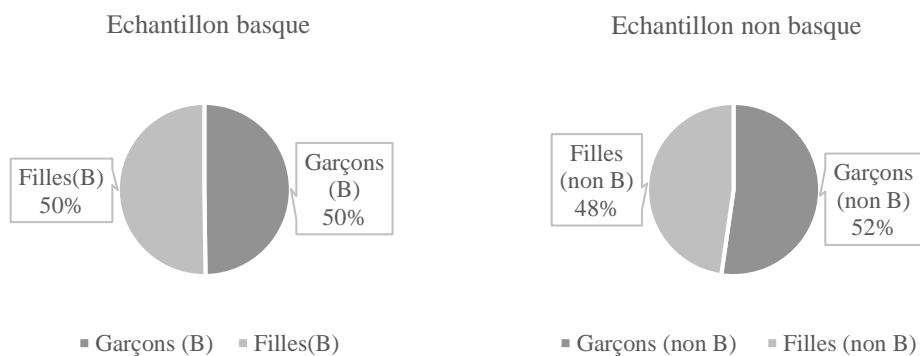 Echantillon basque
Filles(B)
50%
Garçons
(B)
50%
■ Garçons (B) ■ Filles(B)
Echantillon non basque
Filles
(non B)
48%
Garçons
(non B)
52%
■ Garçons (non B) ■ Filles (non B)